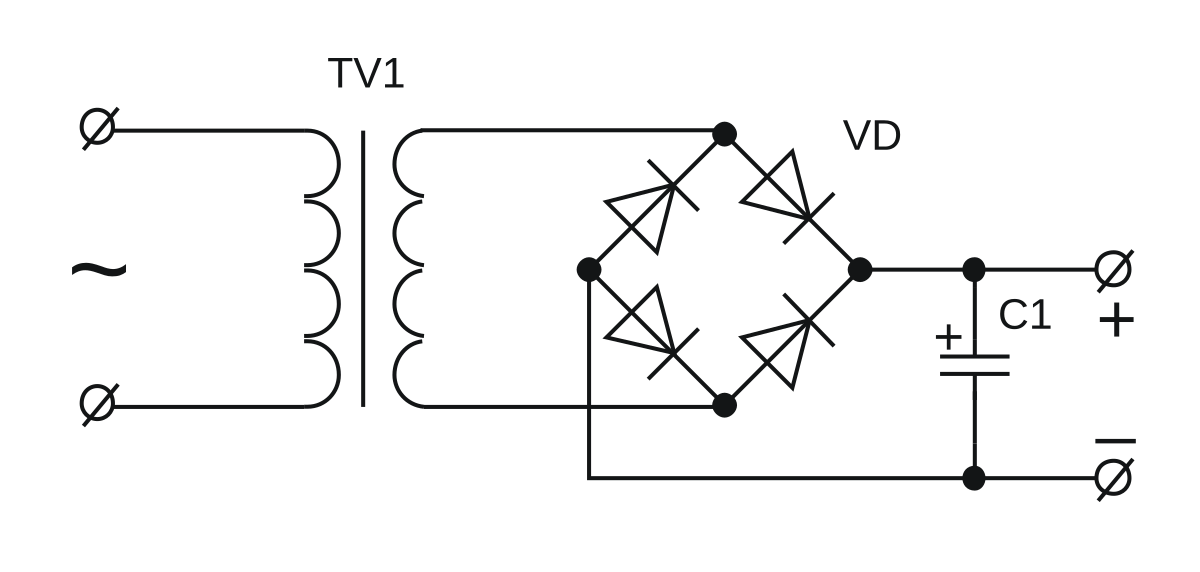 TV1
VD
~
C1
+
+
–